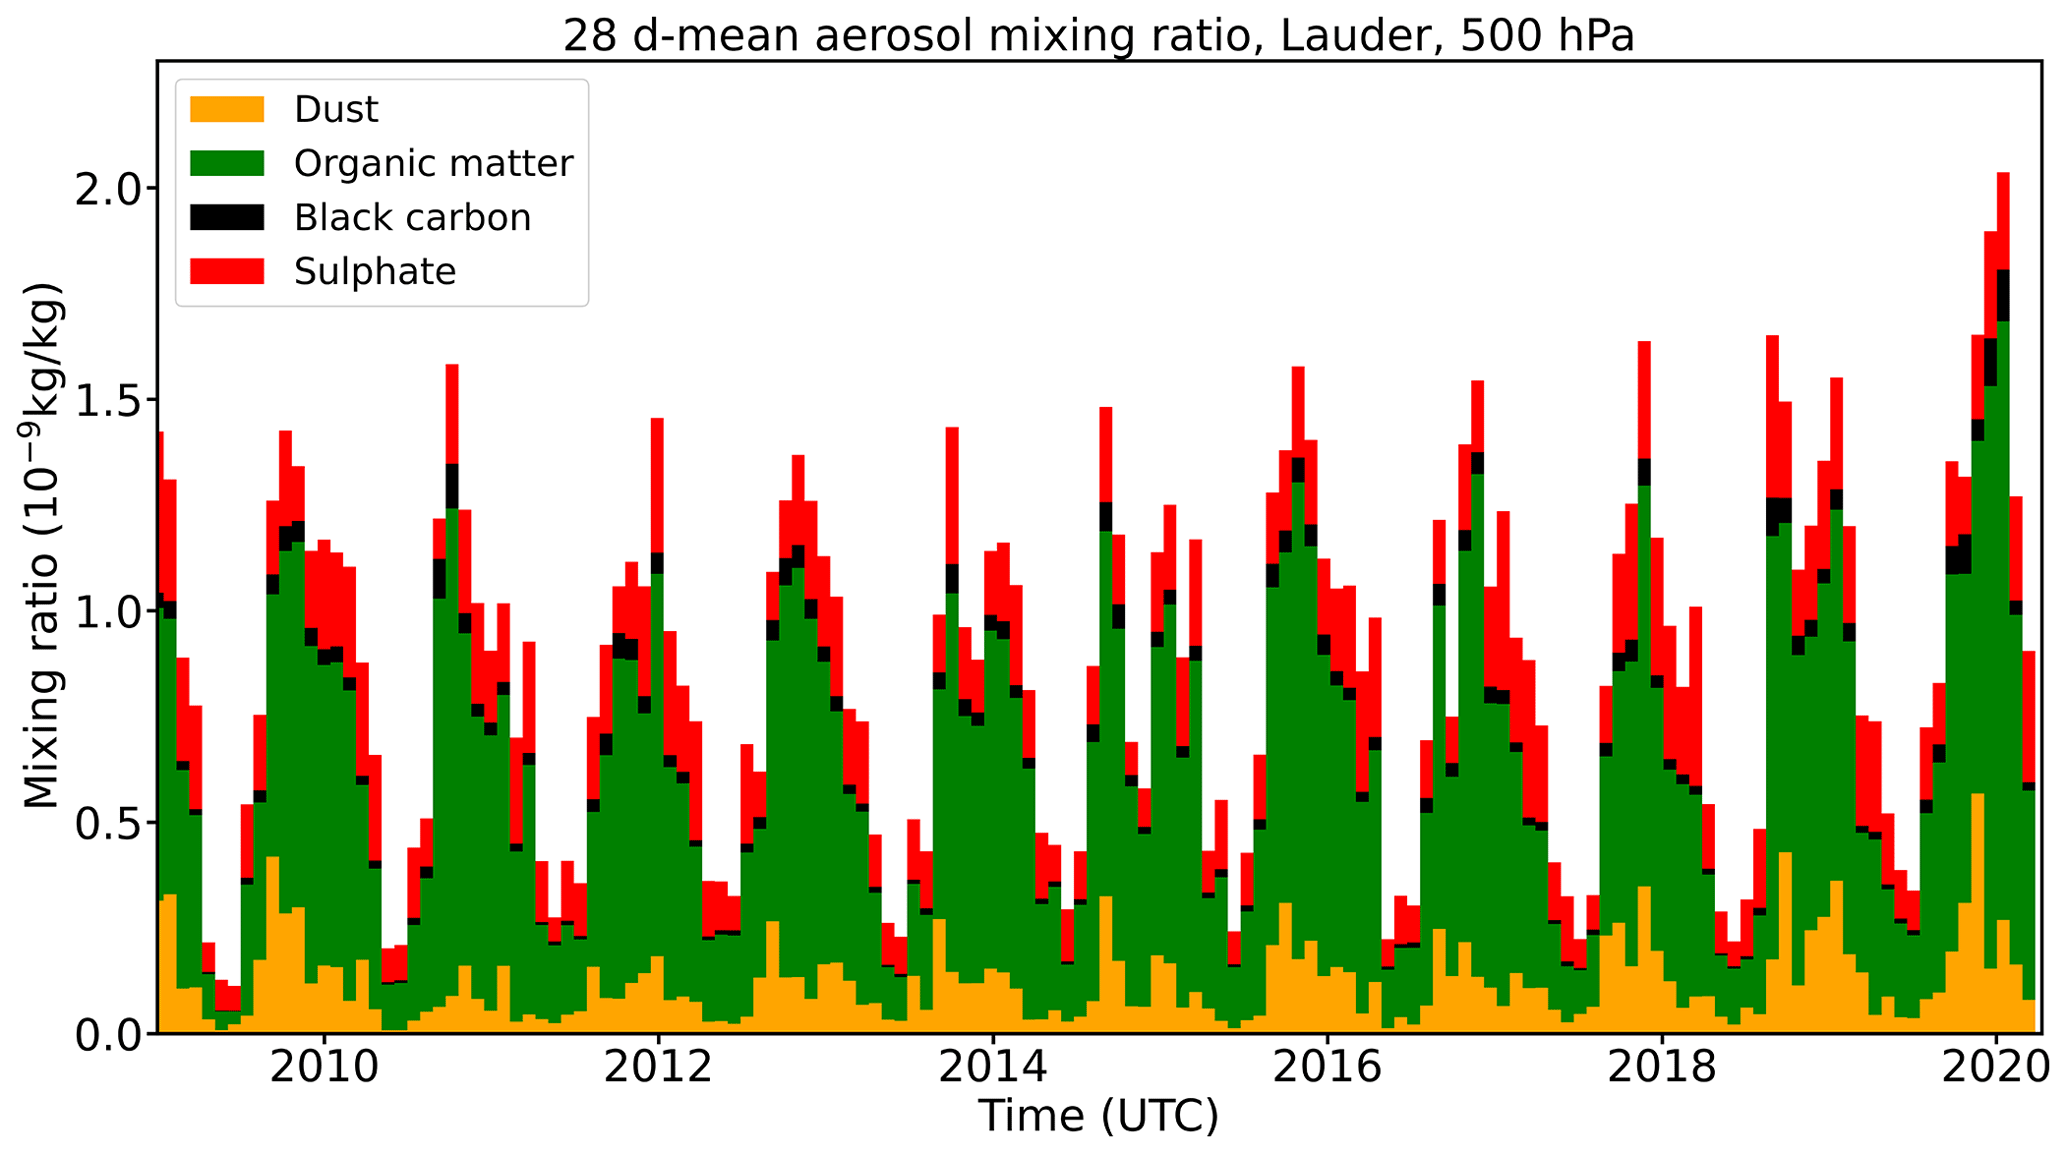 28 d-mean aerosol mixing ratio, Lauder, 500 hPa
Dust
Organic matter
Black carbon
Sulphate
Mixing ratio (10⁻⁹kg/kg)
2.0
1.5
1.0
0.5
0.0
2010 2012 2014 2016 2018 2020
Time (UTC)